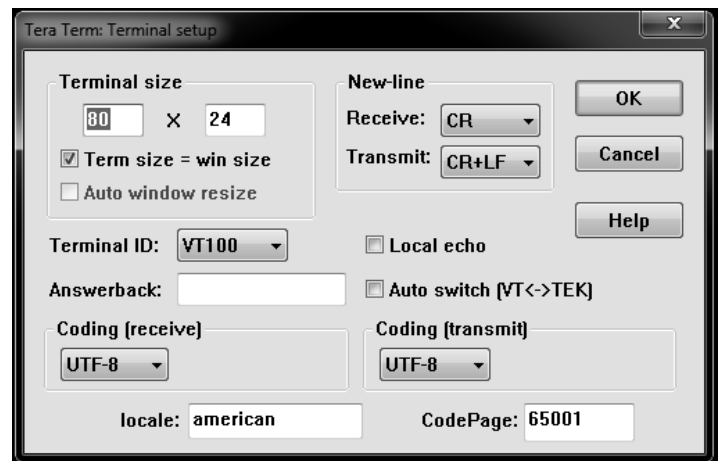 Tera Term: Terminal setup
Terminal size
80 X 24
Term size = win size
Auto window resize
New-line
Receive: CR
Transmit: CR+LF
OK
Cancel
Help
Terminal ID: VT100
Local echo
Answerback:
Auto switch (VT<->TEK)
Coding (receive)
UTF-8
Coding (transmit)
UTF-8
locale: american
CodePage: 65001